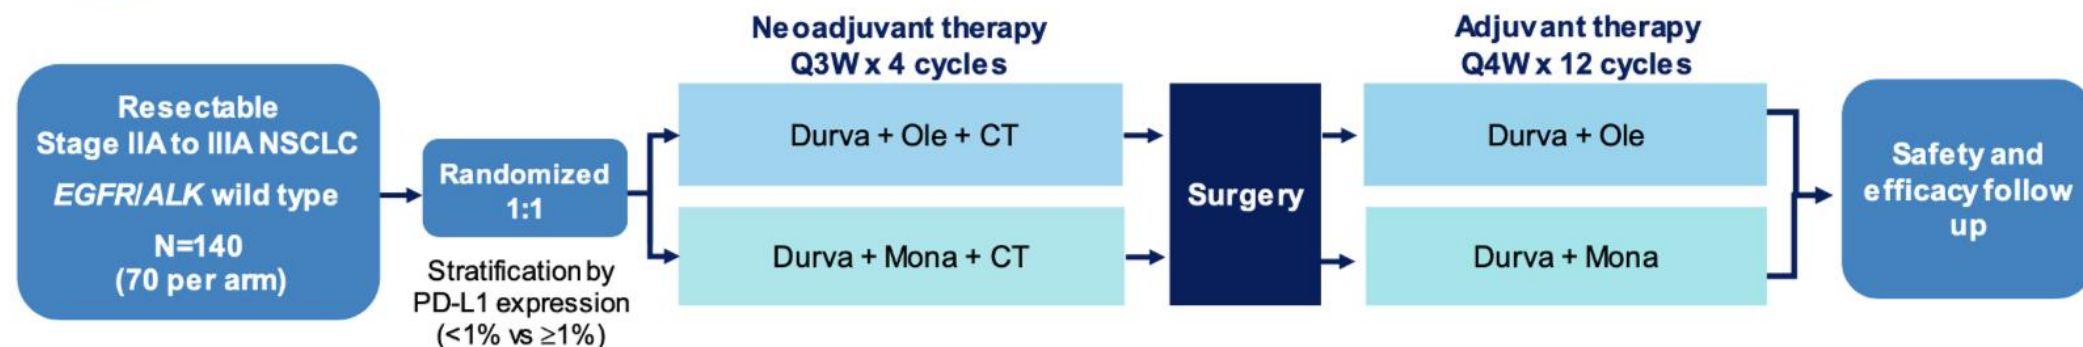 Resectable
Stage IIA to IIIA NSCLC
EGFR/ALK wild type
N=140
(70 per arm)
Randomized
1:1
Stratification by
PD-L1 expression
(<1% vs ≥1%)
Neoadjuvant therapy
Q3W x 4 cycles
Durva + Ole + CT
Durva + Mona + CT
Surgery
Adjuvant therapy
Q4W x 12 cycles
Durva + Ole
Durva + Mona
Safety and
efficacy follow
up